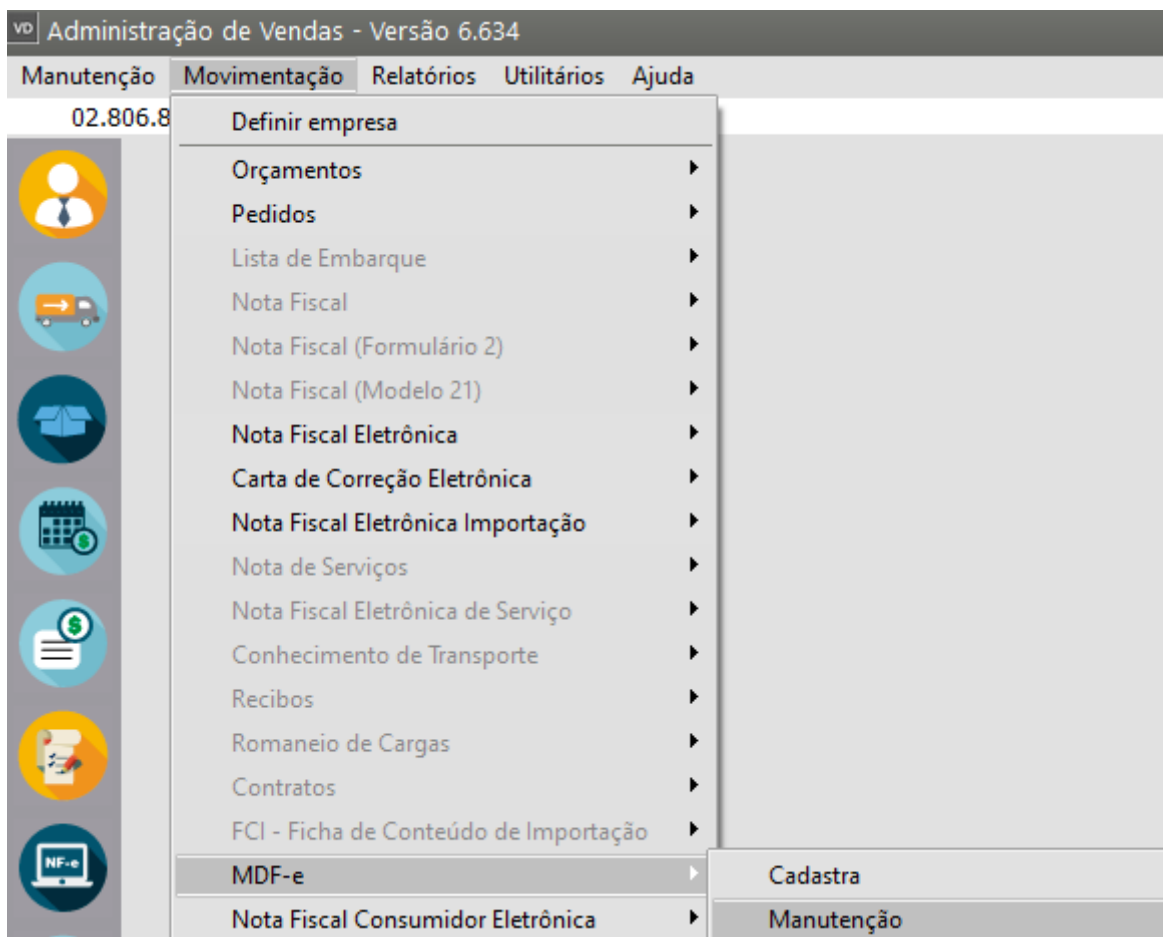 VD Administração de Vendas - Versão 6.634
Manutenção Movimentação Relatórios Utilitários Ajuda
02.806.8
Definir empresa
Orçamentos
Pedidos
Lista de Embarque
Nota Fiscal
Nota Fiscal (Formulário 2)
Nota Fiscal (Modelo 21)
Nota Fiscal Eletrônica
Carta de Correção Eletrônica
Nota Fiscal Eletrônica Importação
Nota de Serviços
Nota Fiscal Eletrônica de Serviço
Conhecimento de Transporte
Recibos
Romaneio de Cargas
Contratos
FCI - Ficha de Conteúdo de Importação
NF-e
MDF-e Cadastra
Nota Fiscal Consumidor Eletrônica Manutenção